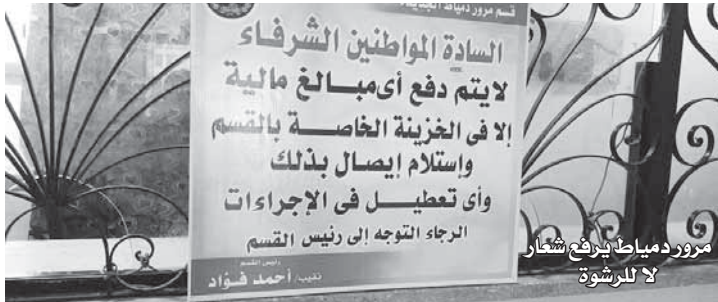 قسم مرور دمياط الجديدة
السادة المواطنين الشرفاء
لايتم دفع أى مبالغ مالية
إلا فى الخزينة الخاصة بالقسم
وإستلام إيصال بذلك
وأى تعطيل فى الإجراءات
الرجاء التوجه إلى رئيس القسم
رئيس القسم
نقيب/ أحمد فؤاد
مرور دمياط يرفع شعار
لا للرشوة